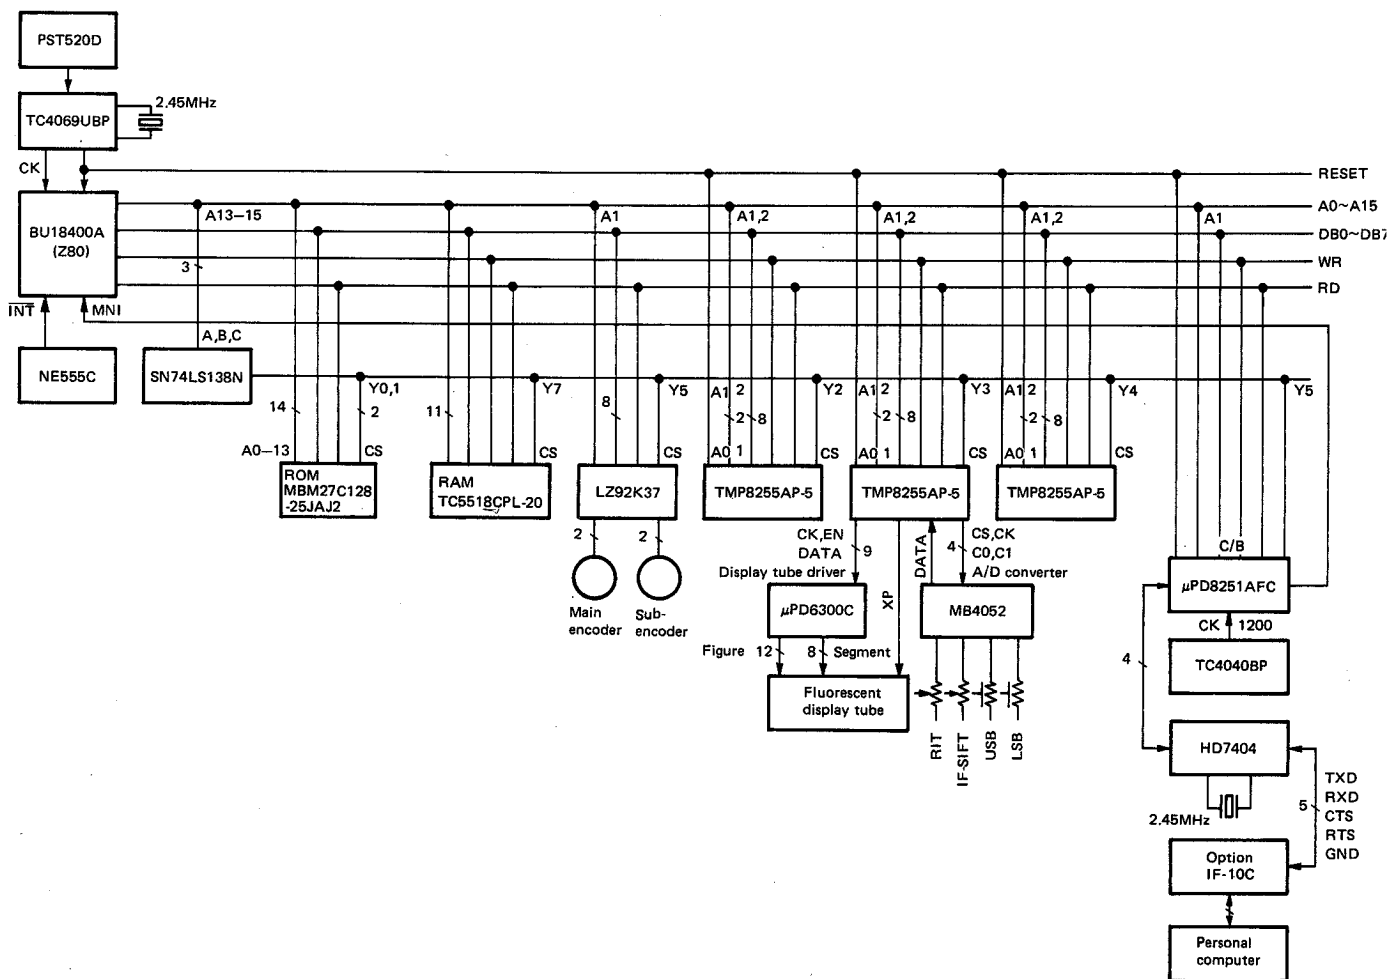 PST520D
TC4069UBP
2.45MHz
CK
RESET
A0~A15
DB0~DB7
WR
RD
BU18400A
(Z80)
A13-15
A1
A1,2
A1,2
A1,2
A1
3
INT
MNI
A,B,C
NE555C
SN74LS138N
Y0,1
Y7
Y5
Y2
Y3
Y4
Y5
14
2
11
8
A1 2
2
8
A1 2
2
8
A1 2
2
8
A0-13
CS
CS
CS
A0 1
CS
A0 1
CS
A0 1
CS
ROM
MBM27C128
-25JAJ2
RAM
TC5518CPL-20
LZ92K37
TMP8255AP-5
TMP8255AP-5
TMP8255AP-5
2
2
CK,EN
DATA
9
Display tube driver
DATA
4
CS,CK
C0,C1
A/D converter
C/B
μPD8251AFC
Main
encoder
Sub-
encoder
μPD6300C
XP
MB4052
CK
1200
TC4040BP
4
Figure
12
8
Segment
Fluorescent
display tube
RIT
IF-SIFT
USB
LSB
HD7404
2.45MHz
5
TXD
RXD
CTS
RTS
GND
Option
IF-10C
Personal
computer